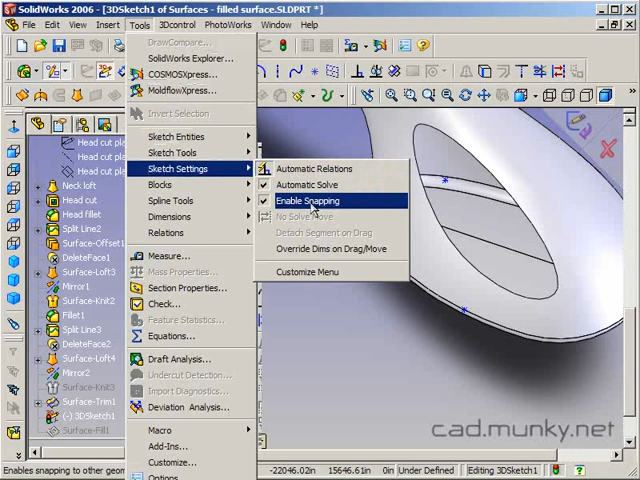 SolidWorks 2006 - [3DSketch1 of Surfaces - filled surface.SLDPRT *]
File Edit View Insert Tools 3Dcontrol PhotoWorks Window Help
DrawCompare...
SolidWorks Explorer...
COSMOSXpress...
MoldflowXpress...
Invert Selection
Sketch Entities
Sketch Tools
Sketch Settings
Blocks
Spline Tools
Dimensions
Relations
Measure...
Mass Properties...
Section Properties...
Check...
Feature Statistics...
Equations...
Draft Analysis...
Undercut Detection...
Import Diagnostics...
Deviation Analysis...
Macro
Add-Ins...
Customize...
Options...
Automatic Relations
Automatic Solve
Enable Snapping
No Solve Move
Detach Segment on Drag
Override Dims on Drag/Move
Customize Menu
Head cut pla
Head cut pla
Head cut pla
Neck loft
Head cut
Head fillet
Split Line2
Surface-Offset1
DeleteFace1
Surface-Loft3
Mirror1
Surface-Knit2
Fillet1
Split Line3
DeleteFace2
Surface-Loft4
Mirror2
Surface-Knit3
Surface-Trim1
(-) 3DSketch1
Surface-Fill1
cad.munky.net
Enables snapping to other geom
-22046.02in 15646.61in 0in Under Defined Editing 3DSketch1